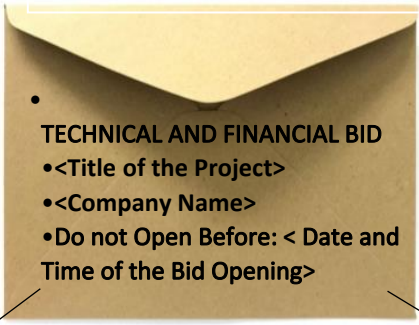 •
TECHNICAL AND FINANCIAL BID
•<Title of the Project>
•<Company Name>
•Do not Open Before: < Date and
Time of the Bid Opening>